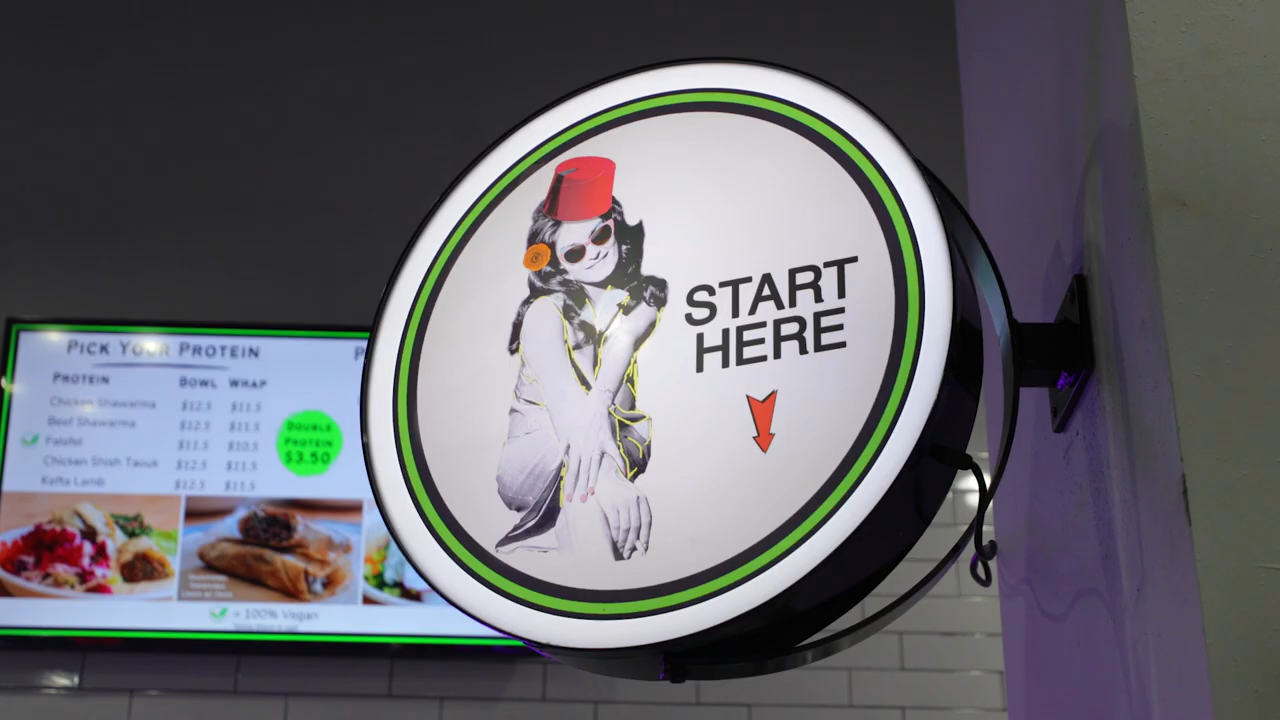 PICK YOUR PROTEIN
P
PROTEIN BOWL WRAP
Chicken Shawarma $12.5 $11.5
Beef Shawarma $12.5 $11.5
Falafel $11.5 $10.5
Chicken Shish Taouk $12.5 $11.5
Kefta Lamb $12.5 $11.5
DOUBLE
PROTEIN
$3.50
= 100% Vegan
START
HERE